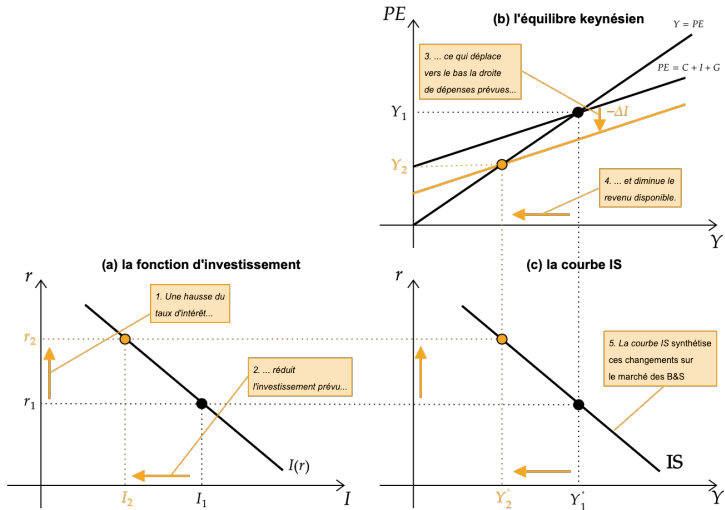 PE
(b) l'équilibre keynésien
Y = PE
3. ... ce qui déplace
vers le bas la droite
de dépenses prévues...
PE = C + I + G
Y₁
−ΔI
Y₂
4. ... et diminue le
revenu disponible.
Y
(a) la fonction d'investissement
r
1. Une hausse du
taux d'intérêt...
r₂
2. ... réduit
l'investissement prévu...
r₁
I(r)
I₂
I₁
I
(c) la courbe IS
r
5. La courbe IS synthétise
ces changements sur
le marché des B&S
IS
Y₂*
Y₁*
Y